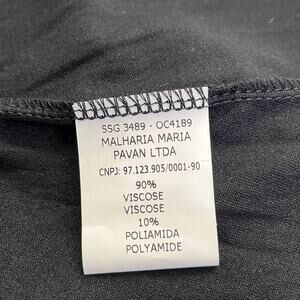 SSG 3489 - OC4189
MALHARIA MARIA
PAVAN LTDA
CNPJ: 97.123.905/0001-90
90%
VISCOSE
VISCOSE
10%
POLIAMIDA
POLYAMIDE